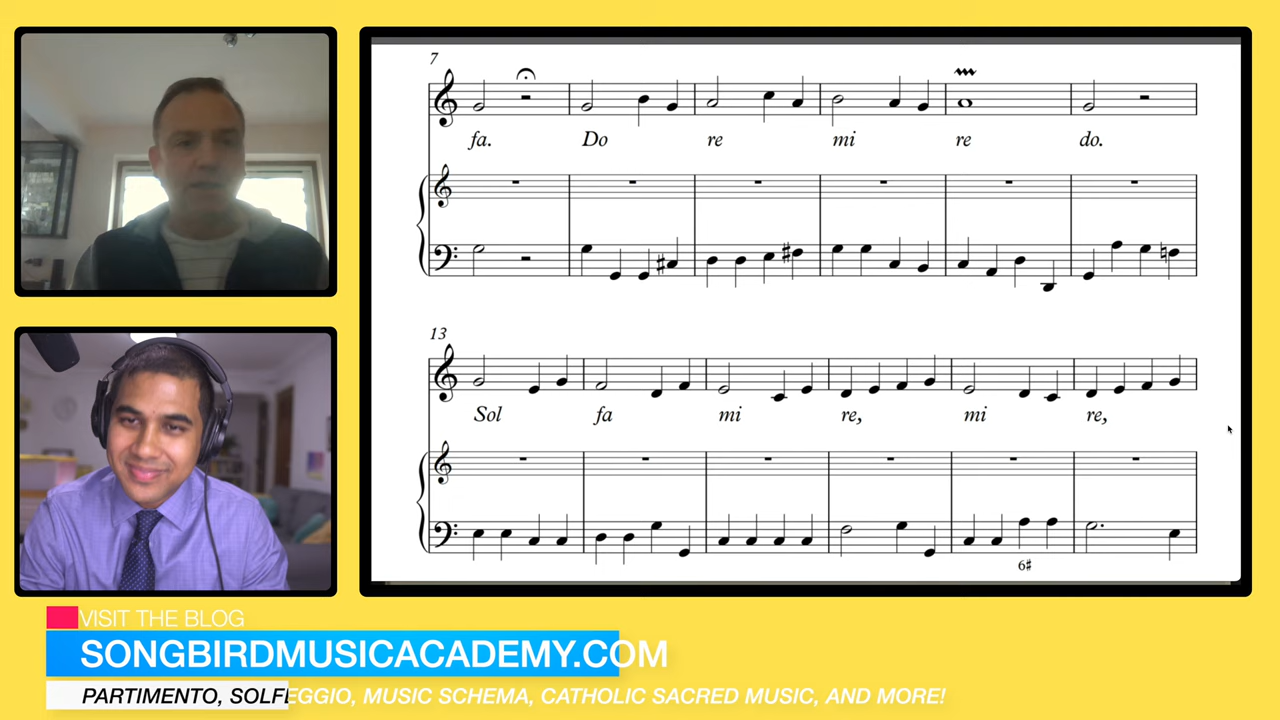 7
fa. Do re mi re do.
13
Sol fa mi re, mi re,
6#
VISIT THE BLOG
SONGBIRDMUSICACADEMY.COM
PARTIMENTO, SOLFEGGIO, MUSIC SCHEMA, CATHOLIC SACRED MUSIC, AND MORE!